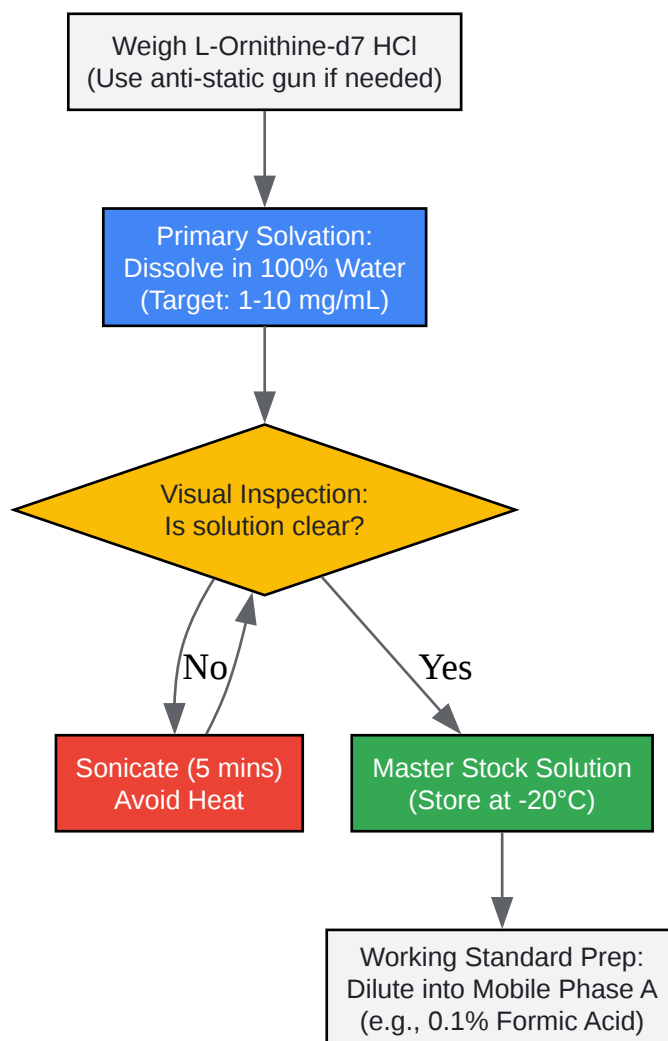 Weigh L-Ornithine-d7 HCl
(Use anti-static gun if needed)
Primary Solvation:
Dissolve in 100% Water
(Target: 1-10 mg/mL)
Visual Inspection:
Is solution clear?
No
Yes
Sonicate (5 mins)
Avoid Heat
Master Stock Solution
(Store at -20°C)
Working Standard Prep:
Dilute into Mobile Phase A
(e.g., 0.1% Formic Acid)